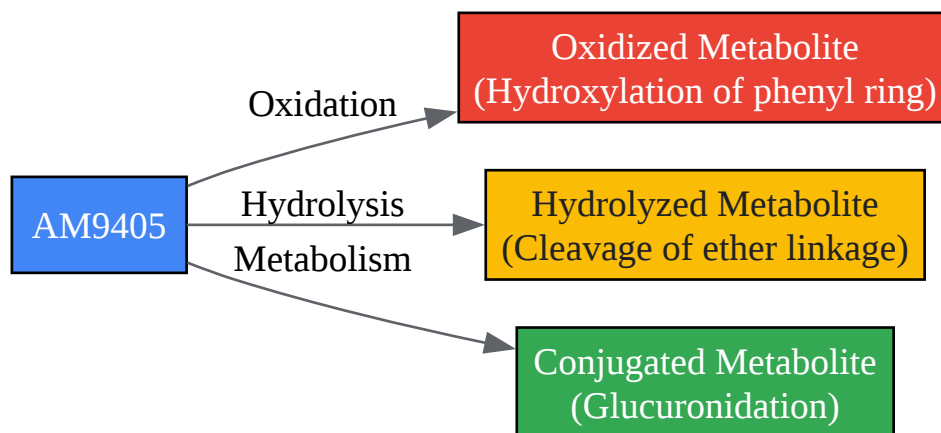 Oxidized Metabolite
(Hydroxylation of phenyl ring)
Oxidation
AM9405
Hydrolysis
Hydrolyzed Metabolite
(Cleavage of ether linkage)
Metabolism
Conjugated Metabolite
(Glucuronidation)